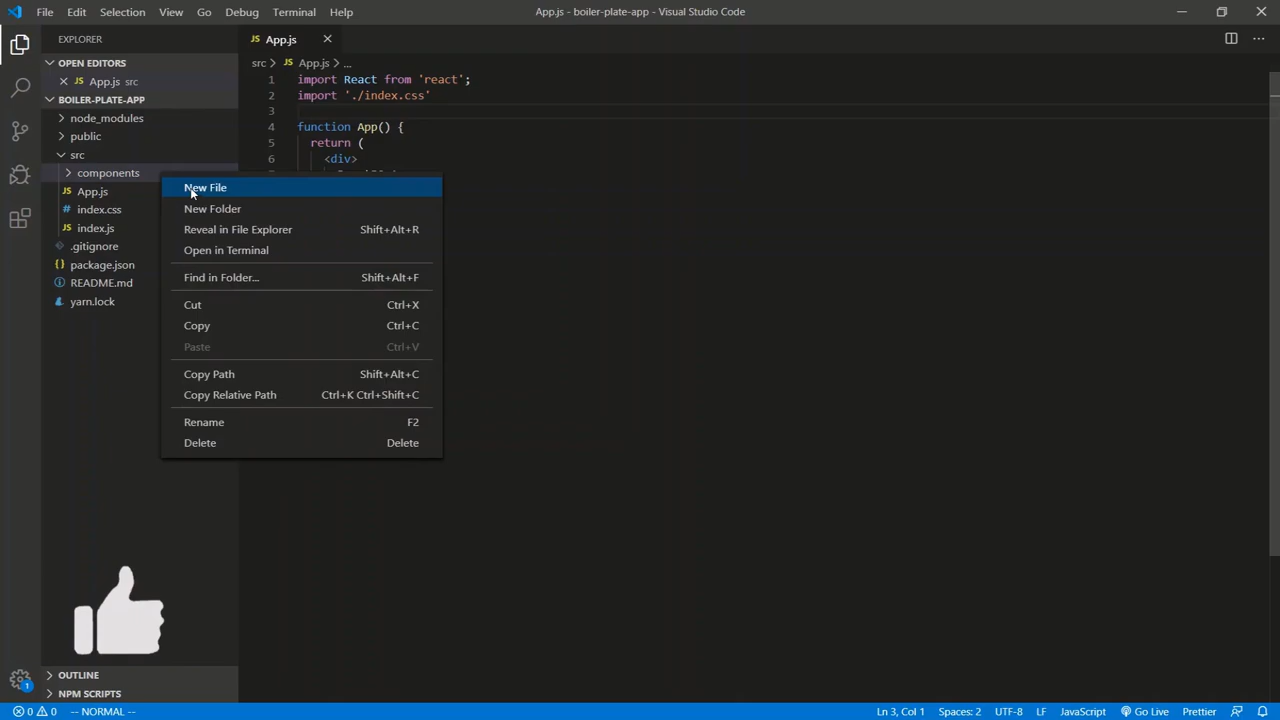 File Edit Selection View Go Debug Terminal Help
App.js - boiler-plate-app - Visual Studio Code
EXPLORER
OPEN EDITORS
App.js src
BOILER-PLATE-APP
node_modules
public
src
components
App.js
index.css
index.js
.gitignore
package.json
README.md
yarn.lock
OUTLINE
NPM SCRIPTS
JS App.js
src > JS App.js > ...
1 import React from 'react';
2 import './index.css'
3
4 function App() {
5 return (
6 <div>
New File
New Folder
Reveal in File Explorer Shift+Alt+R
Open in Terminal
Find in Folder... Shift+Alt+F
Cut Ctrl+X
Copy Ctrl+C
Paste Ctrl+V
Copy Path Shift+Alt+C
Copy Relative Path Ctrl+K Ctrl+Shift+C
Rename F2
Delete Delete
1
0 0 -- NORMAL -- Ln 3, Col 1 Spaces: 2 UTF-8 LF JavaScript Go Live Prettier